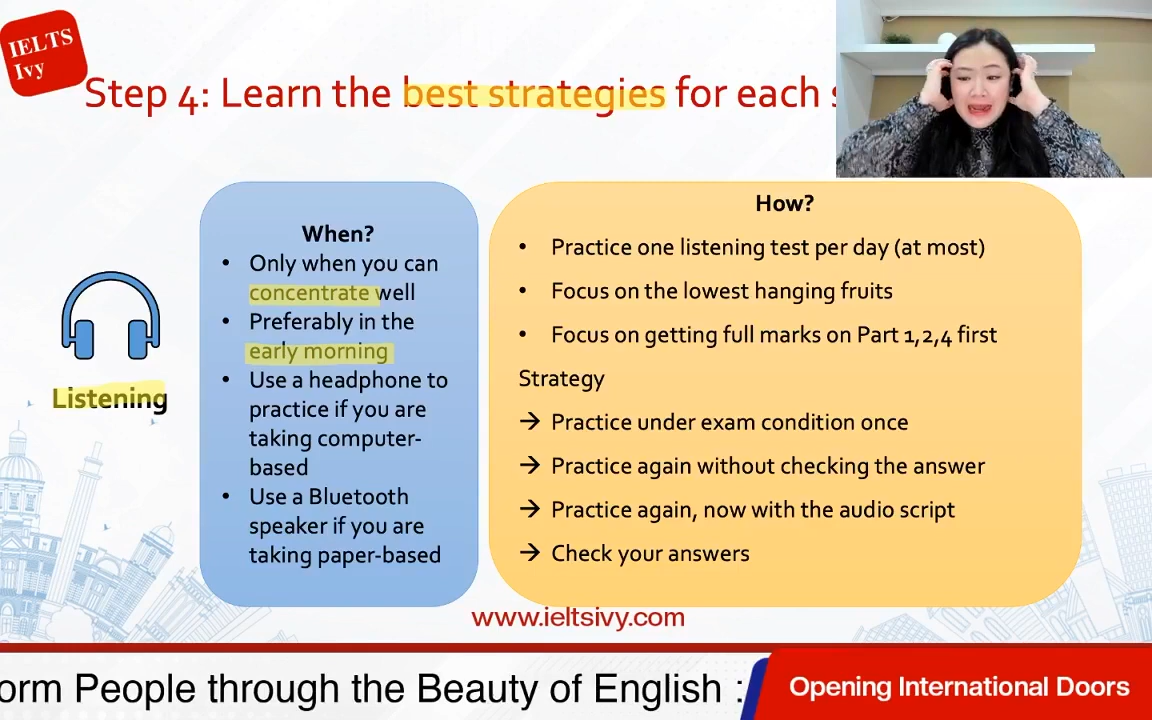 IELTS
Ivy
Step 4: Learn the best strategies for each
When?
• Only when you can
concentrate well
• Preferably in the
early morning
• Use a headphone to
practice if you are
taking computer-
based
• Use a Bluetooth
speaker if you are
taking paper-based
Listening
How?
• Practice one listening test per day (at most)
• Focus on the lowest hanging fruits
• Focus on getting full marks on Part 1,2,4 first
Strategy
→ Practice under exam condition once
→ Practice again without checking the answer
→ Practice again, now with the audio script
→ Check your answers
www.ieltsivy.com
orm People through the Beauty of English :
Opening International Doors